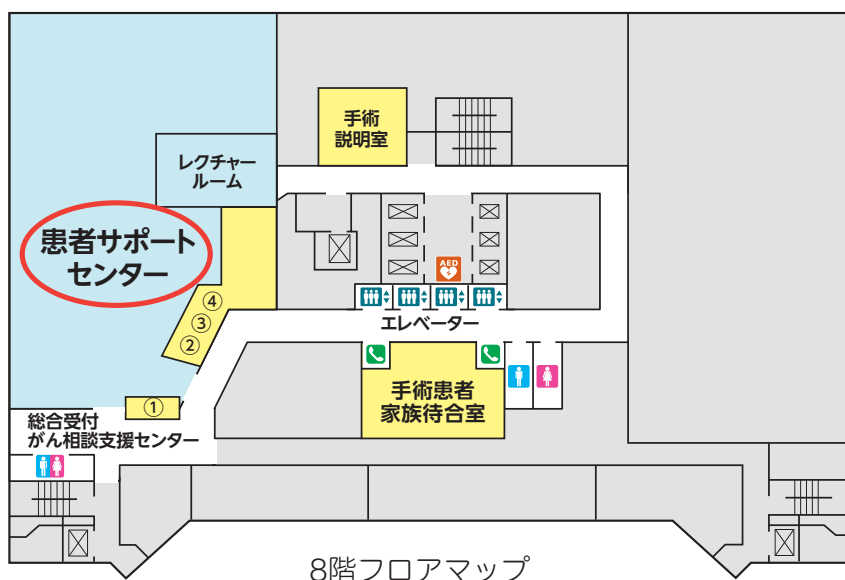 手術
説明室
レクチャー
ルーム
患者サポート
センター
AED
④
③
②
エレベーター
①
手術患者
家族待合室
総合受付
がん相談支援センター
8階フロアマップ